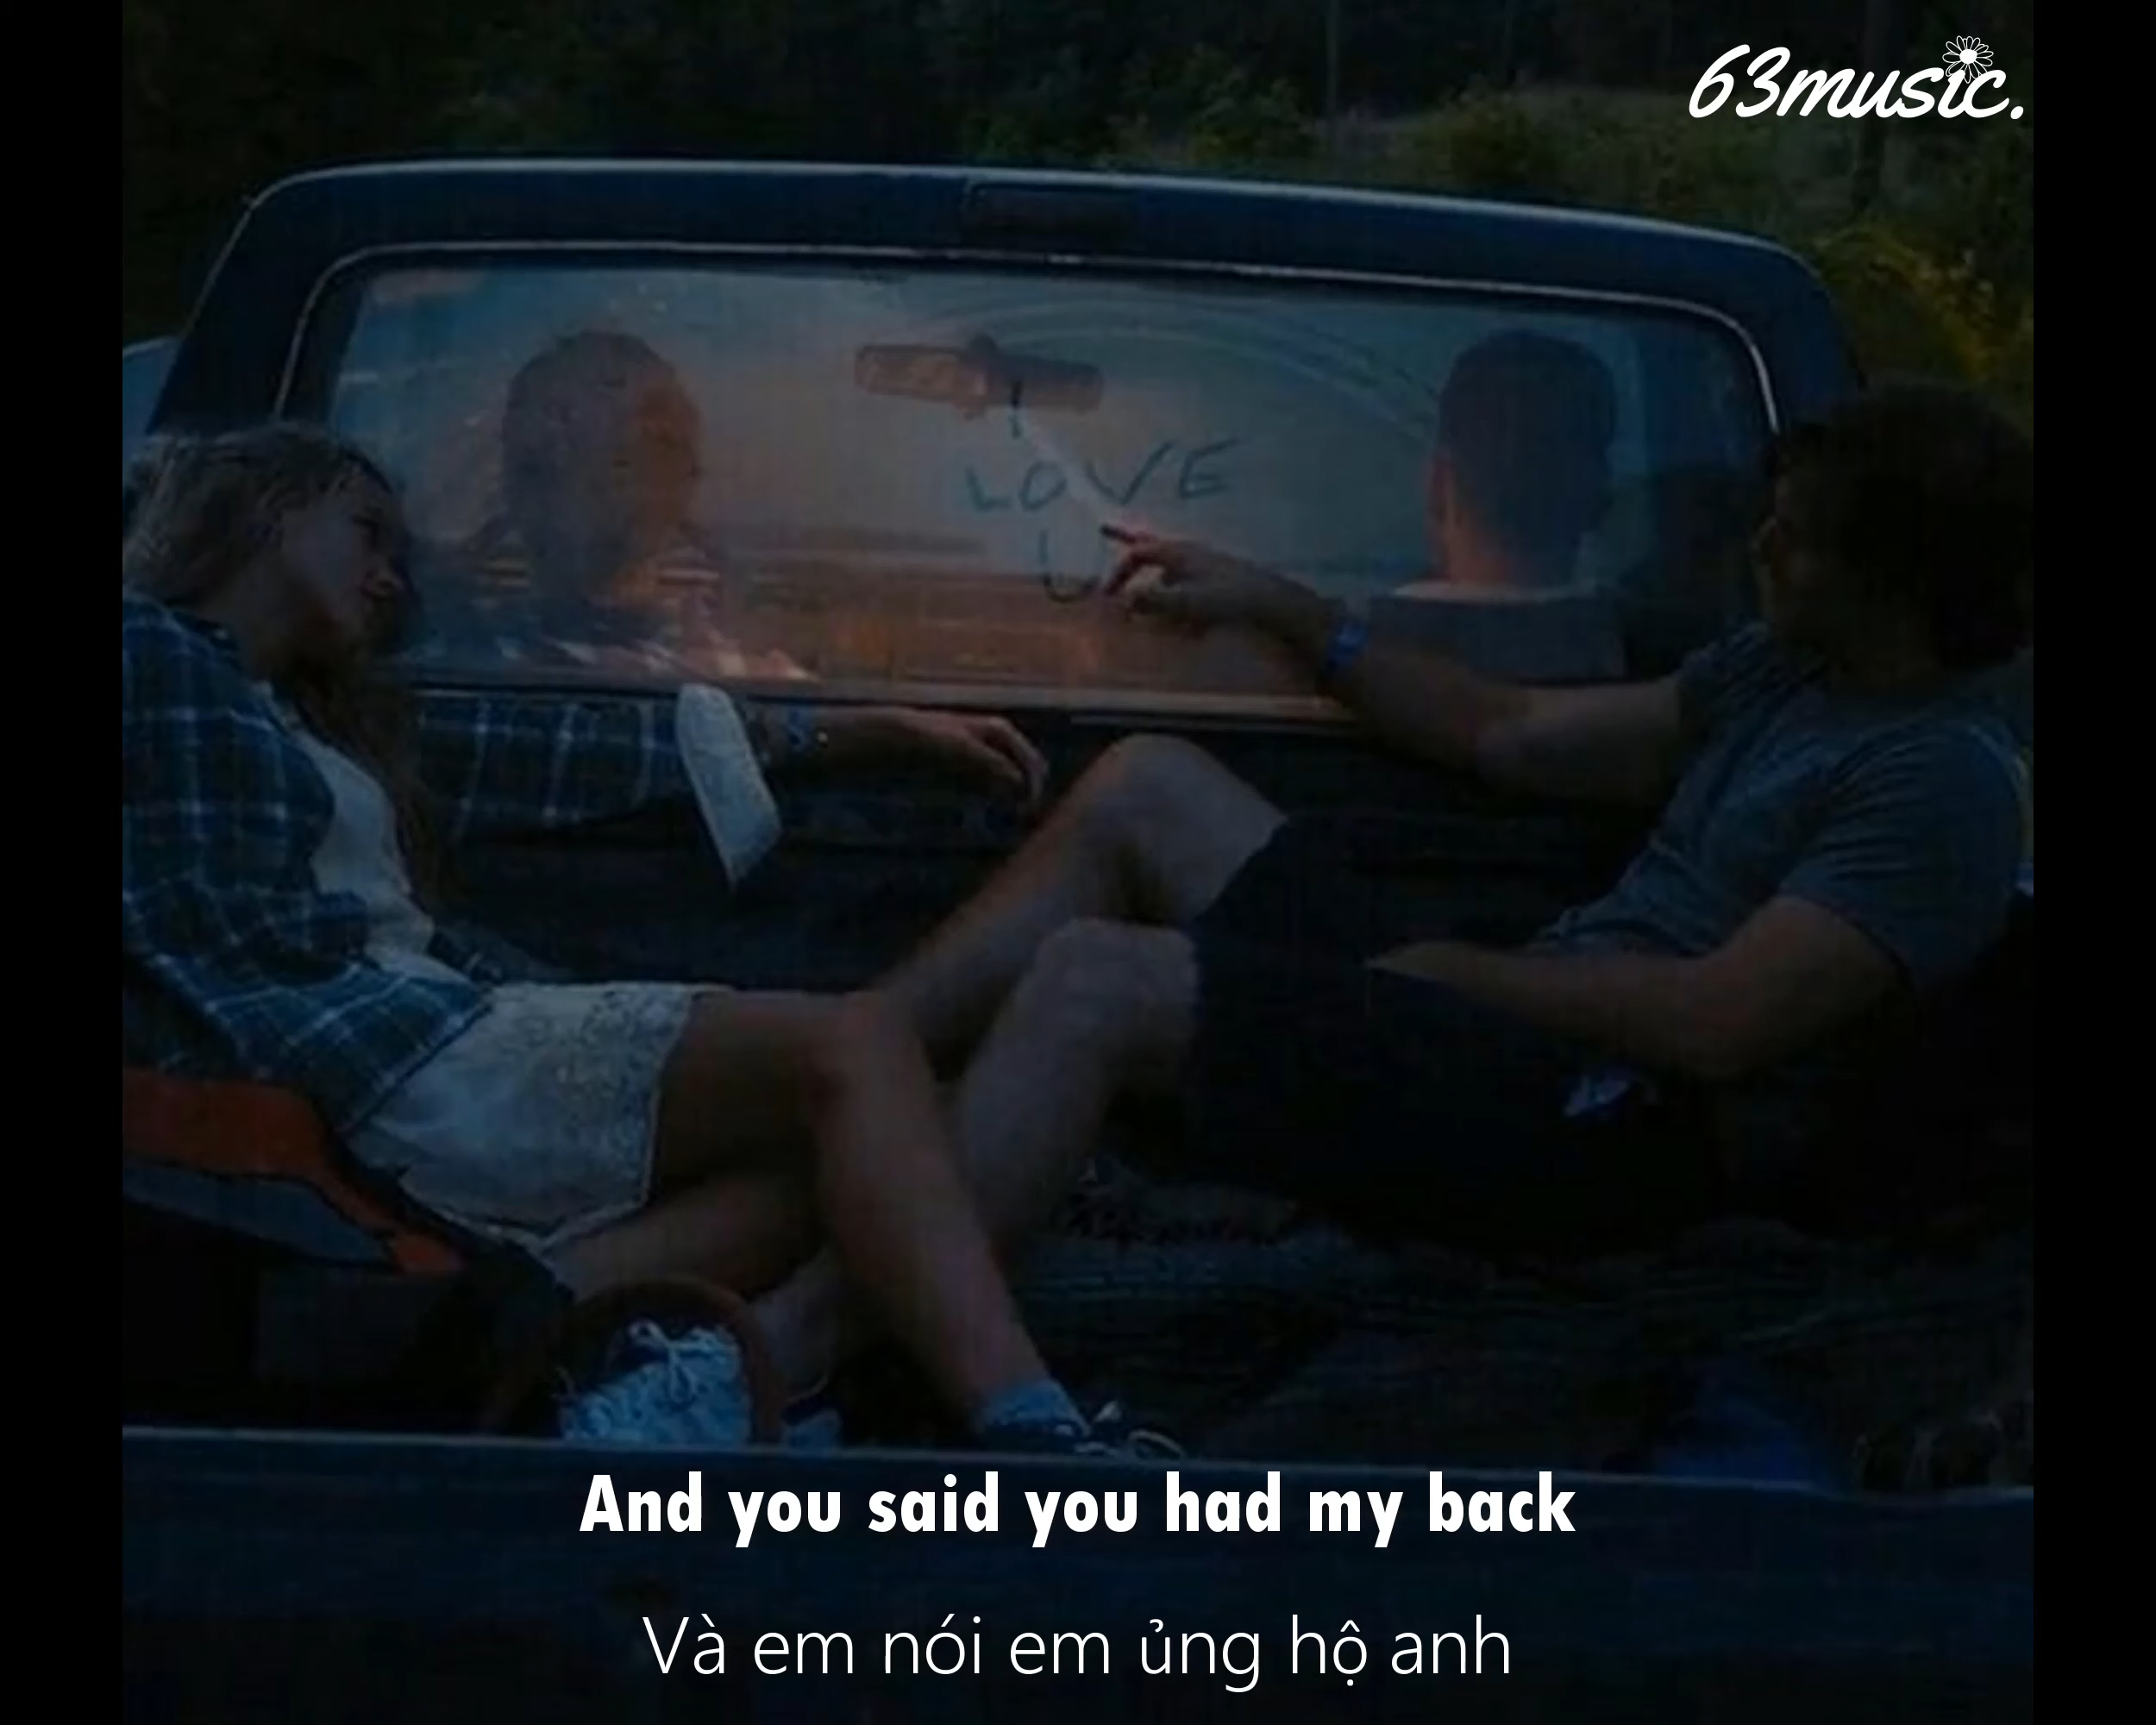 63music.
I
LOVE
U
And you said you had my back
Và em nói em ủng hộ anh